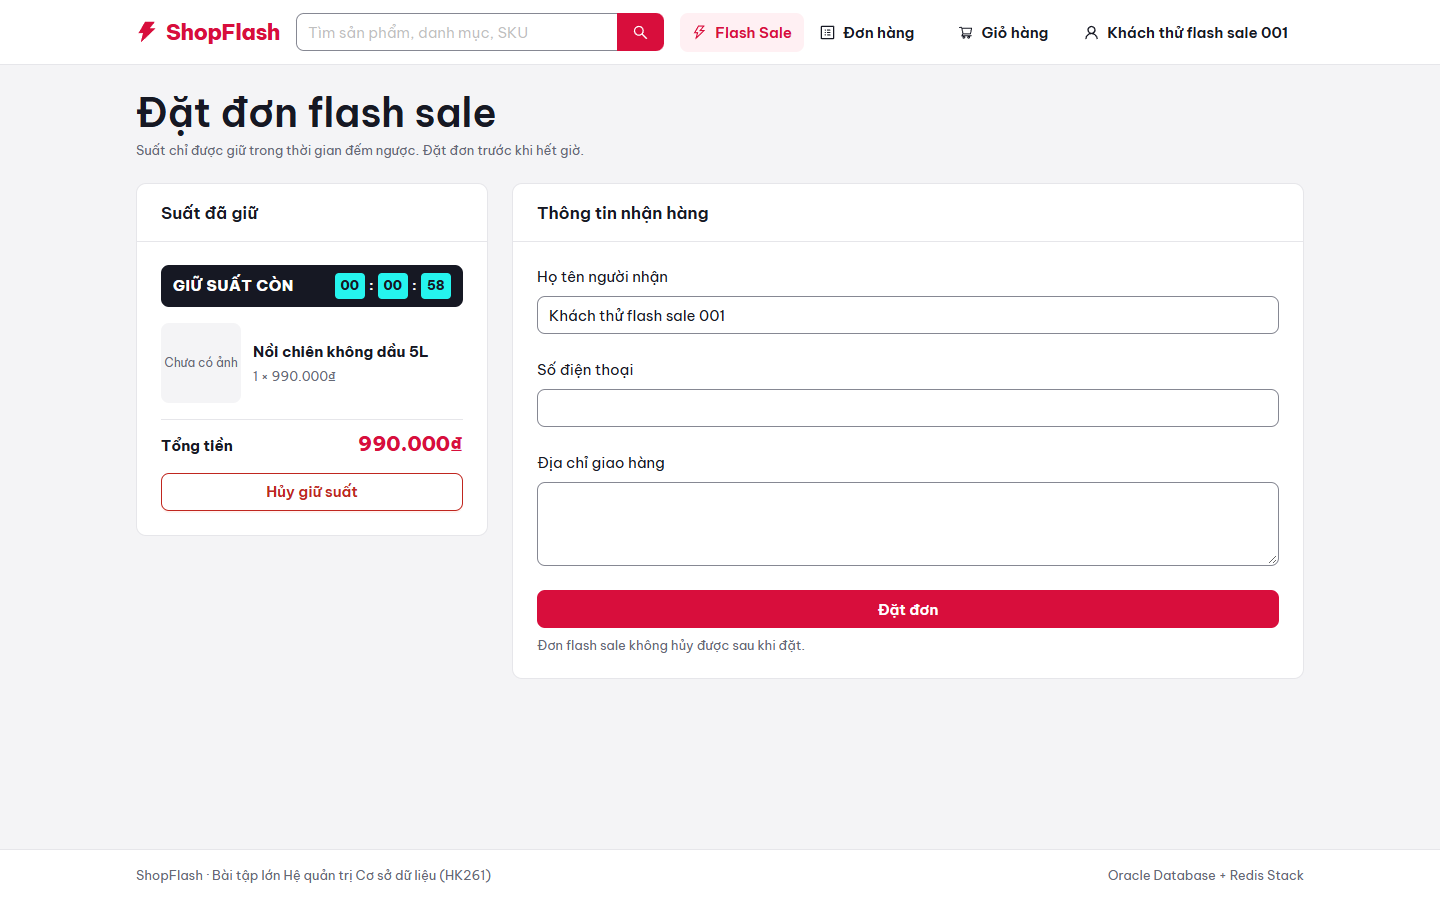 ShopFlash
Tìm sản phẩm, danh mục, SKU
Flash Sale
Đơn hàng
Giỏ hàng
Khách thử flash sale 001
Đặt đơn flash sale
Suất chỉ được giữ trong thời gian đếm ngược. Đặt đơn trước khi hết giờ.
Suất đã giữ
GIỮ SUẤT CÒN 00 : 00 : 58
Chưa có ảnh
Nồi chiên không dầu 5L
1 × 990.000₫
Tổng tiền 990.000₫
Hủy giữ suất
Thông tin nhận hàng
Họ tên người nhận
Khách thử flash sale 001
Số điện thoại
Địa chỉ giao hàng
Đặt đơn
Đơn flash sale không hủy được sau khi đặt.
ShopFlash · Bài tập lớn Hệ quản trị Cơ sở dữ liệu (HK261)
Oracle Database + Redis Stack